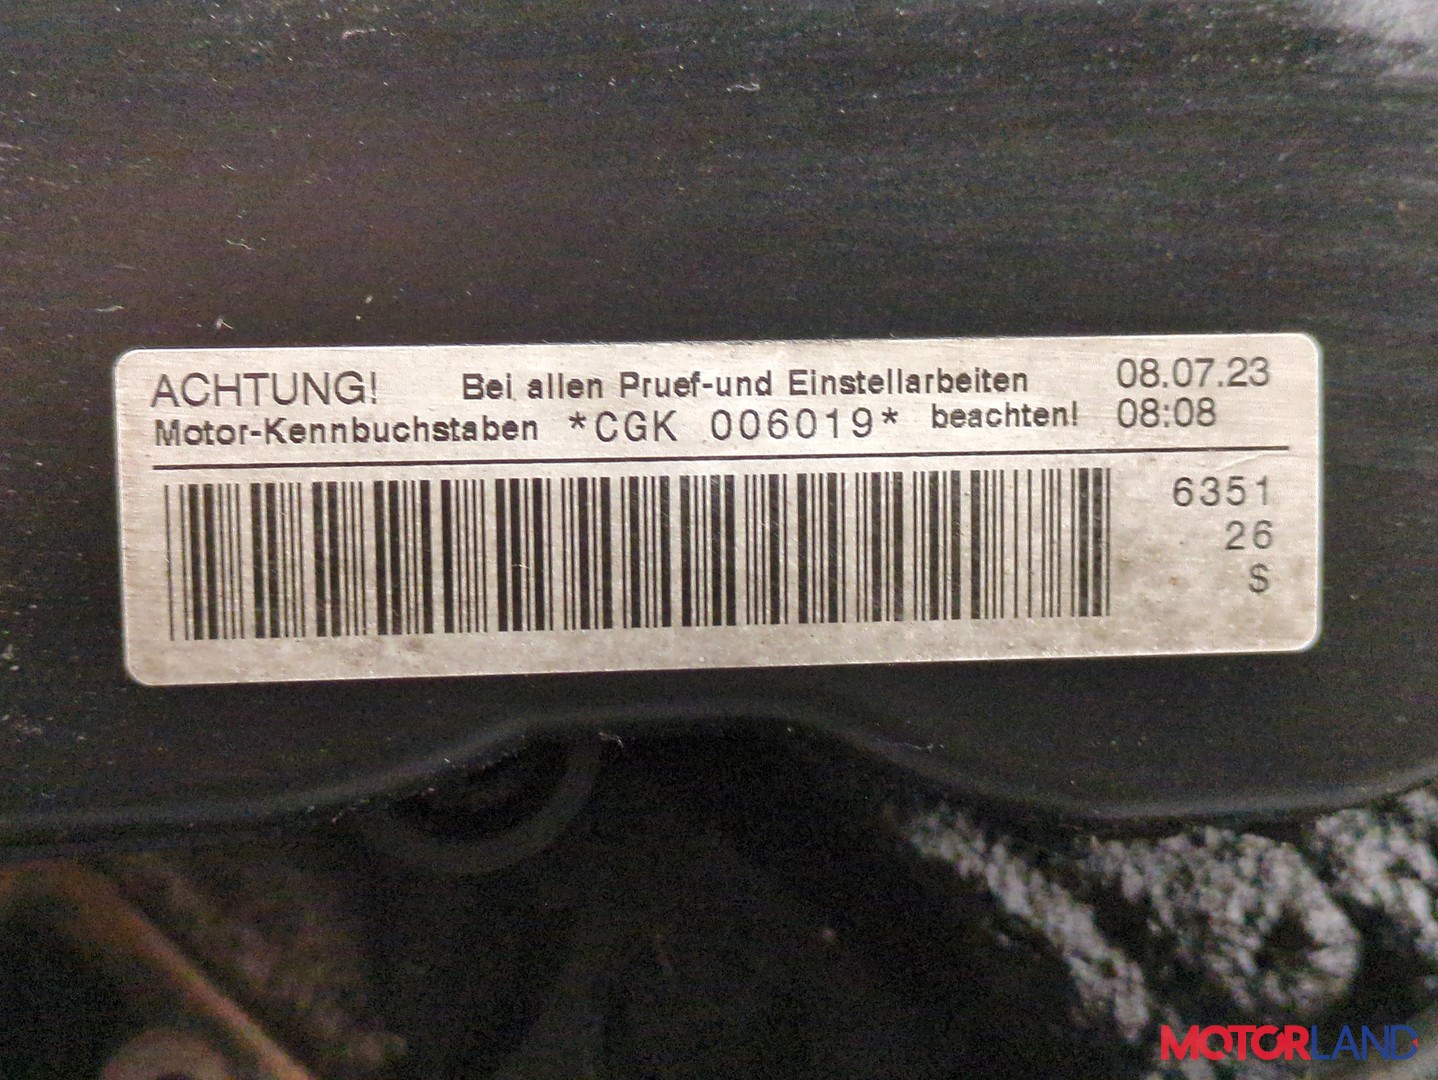 ACHTUNG! Bei allen Pruef-und Einstellarbeiten 08.07.23
Motor-Kennbuchstaben *CGK 006019* beachten! 08:08
6351
26
S
MOTORLAND